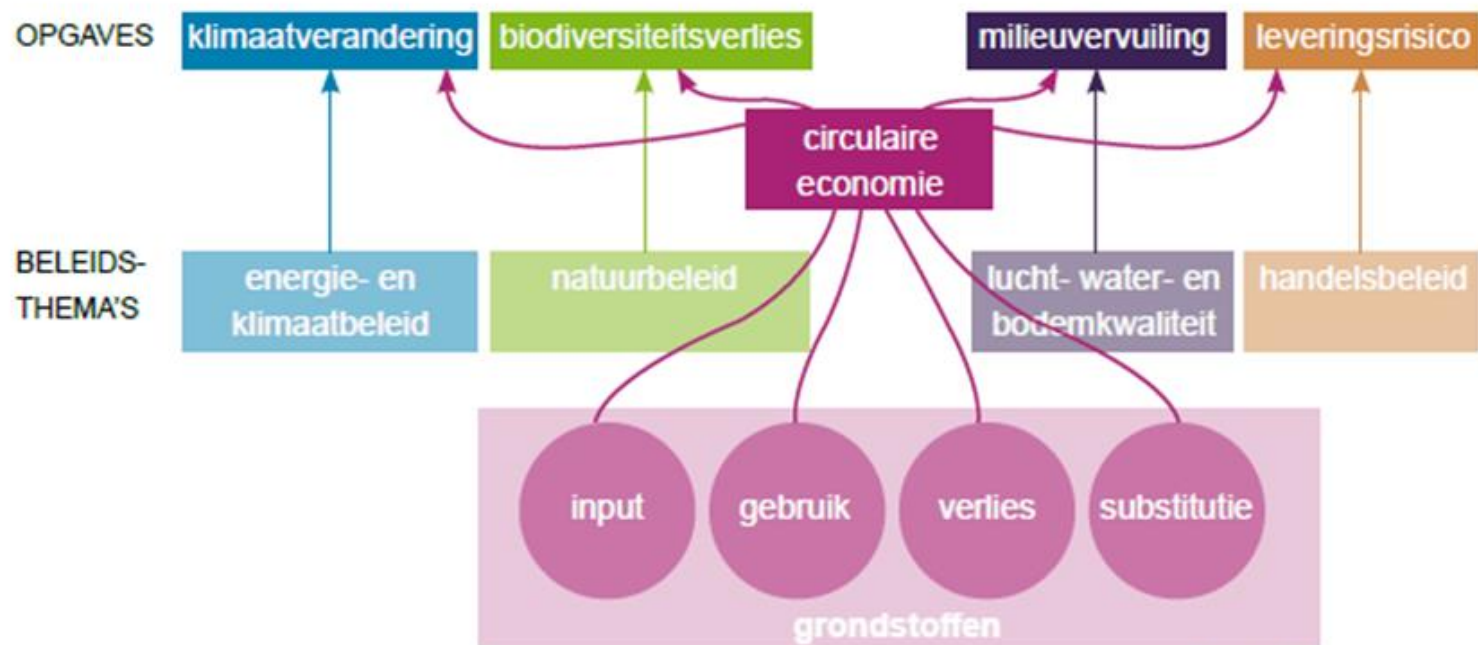 OPGAVES
klimaatverandering
biodiversiteitsverlies
milieuvervuiling
leveringsrisico
circulaire
economie
BELEIDS-
THEMA'S
energie- en
klimaatbeleid
natuurbeleid
lucht- water- en
bodemkwaliteit
handelsbeleid
input
gebruik
verlies
substitutie
grondstoffen